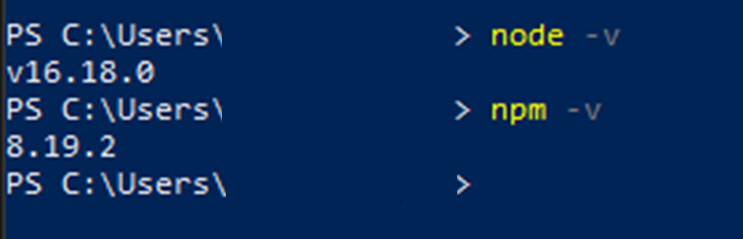 PS C:\Users\ > node -v
v16.18.0
PS C:\Users\ > npm -v
8.19.2
PS C:\Users\ >